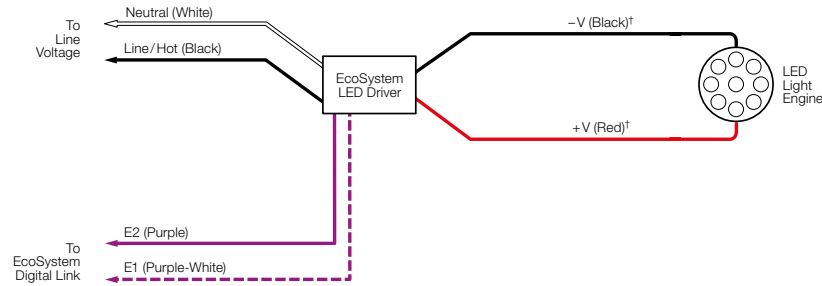 Neutral (White)
To
Line
Voltage
Line/Hot (Black)
EcoSystem
LED Driver
–V (Black)†
LED
Light
Engine
+V (Red)†
E2 (Purple)
To
EcoSystem
Digital Link
E1 (Purple-White)